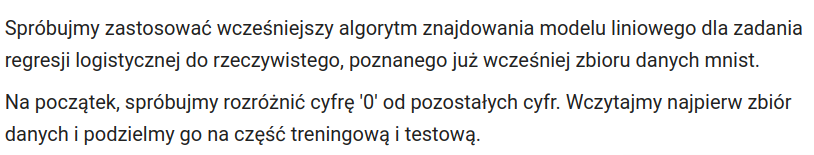 Spróbujmy zastosować wcześniejszy algorytm znajdowania modelu liniowego dla zadania
regresji logistycznej do rzeczywistego, poznanego już wcześniej zbioru danych mnist.
Na początek, spróbujmy rozróżnić cyfrę '0' od pozostałych cyfr. Wczytajmy najpierw zbiór
danych i podzielmy go na część treningową i testową.